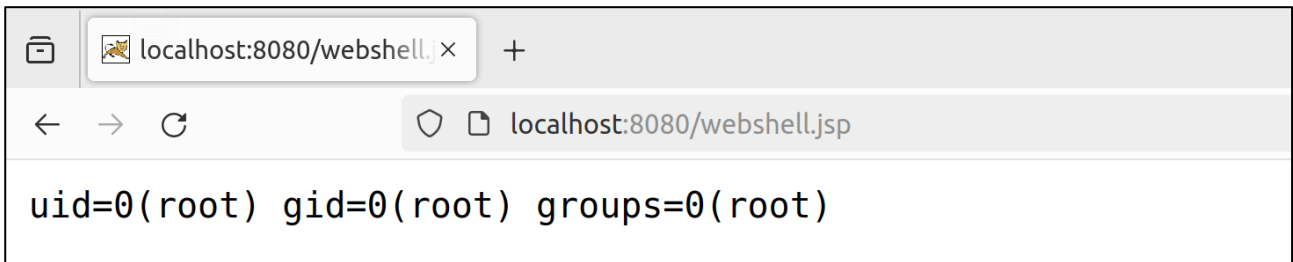 localhost:8080/webshell.j
localhost:8080/webshell.jsp
uid=0(root) gid=0(root) groups=0(root)